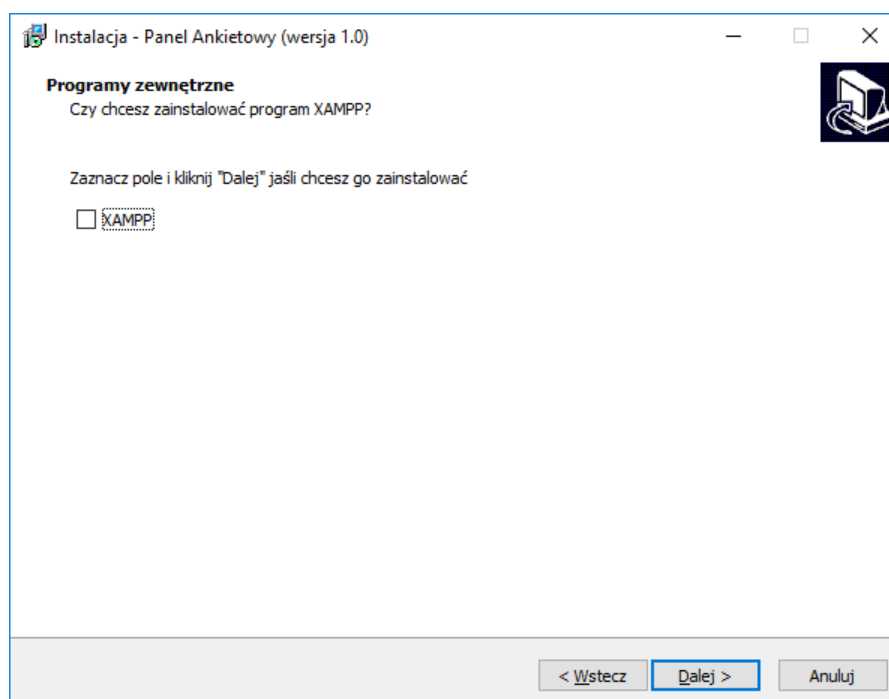 Instalacja - Panel Ankietowy (wersja 1.0)
Programy zewnętrzne
Czy chcesz zainstalować program XAMPP?
Zaznacz pole i kliknij "Dalej" jaśli chcesz go zainstalować
XAMPP
< Wstecz
Dalej >
Anuluj